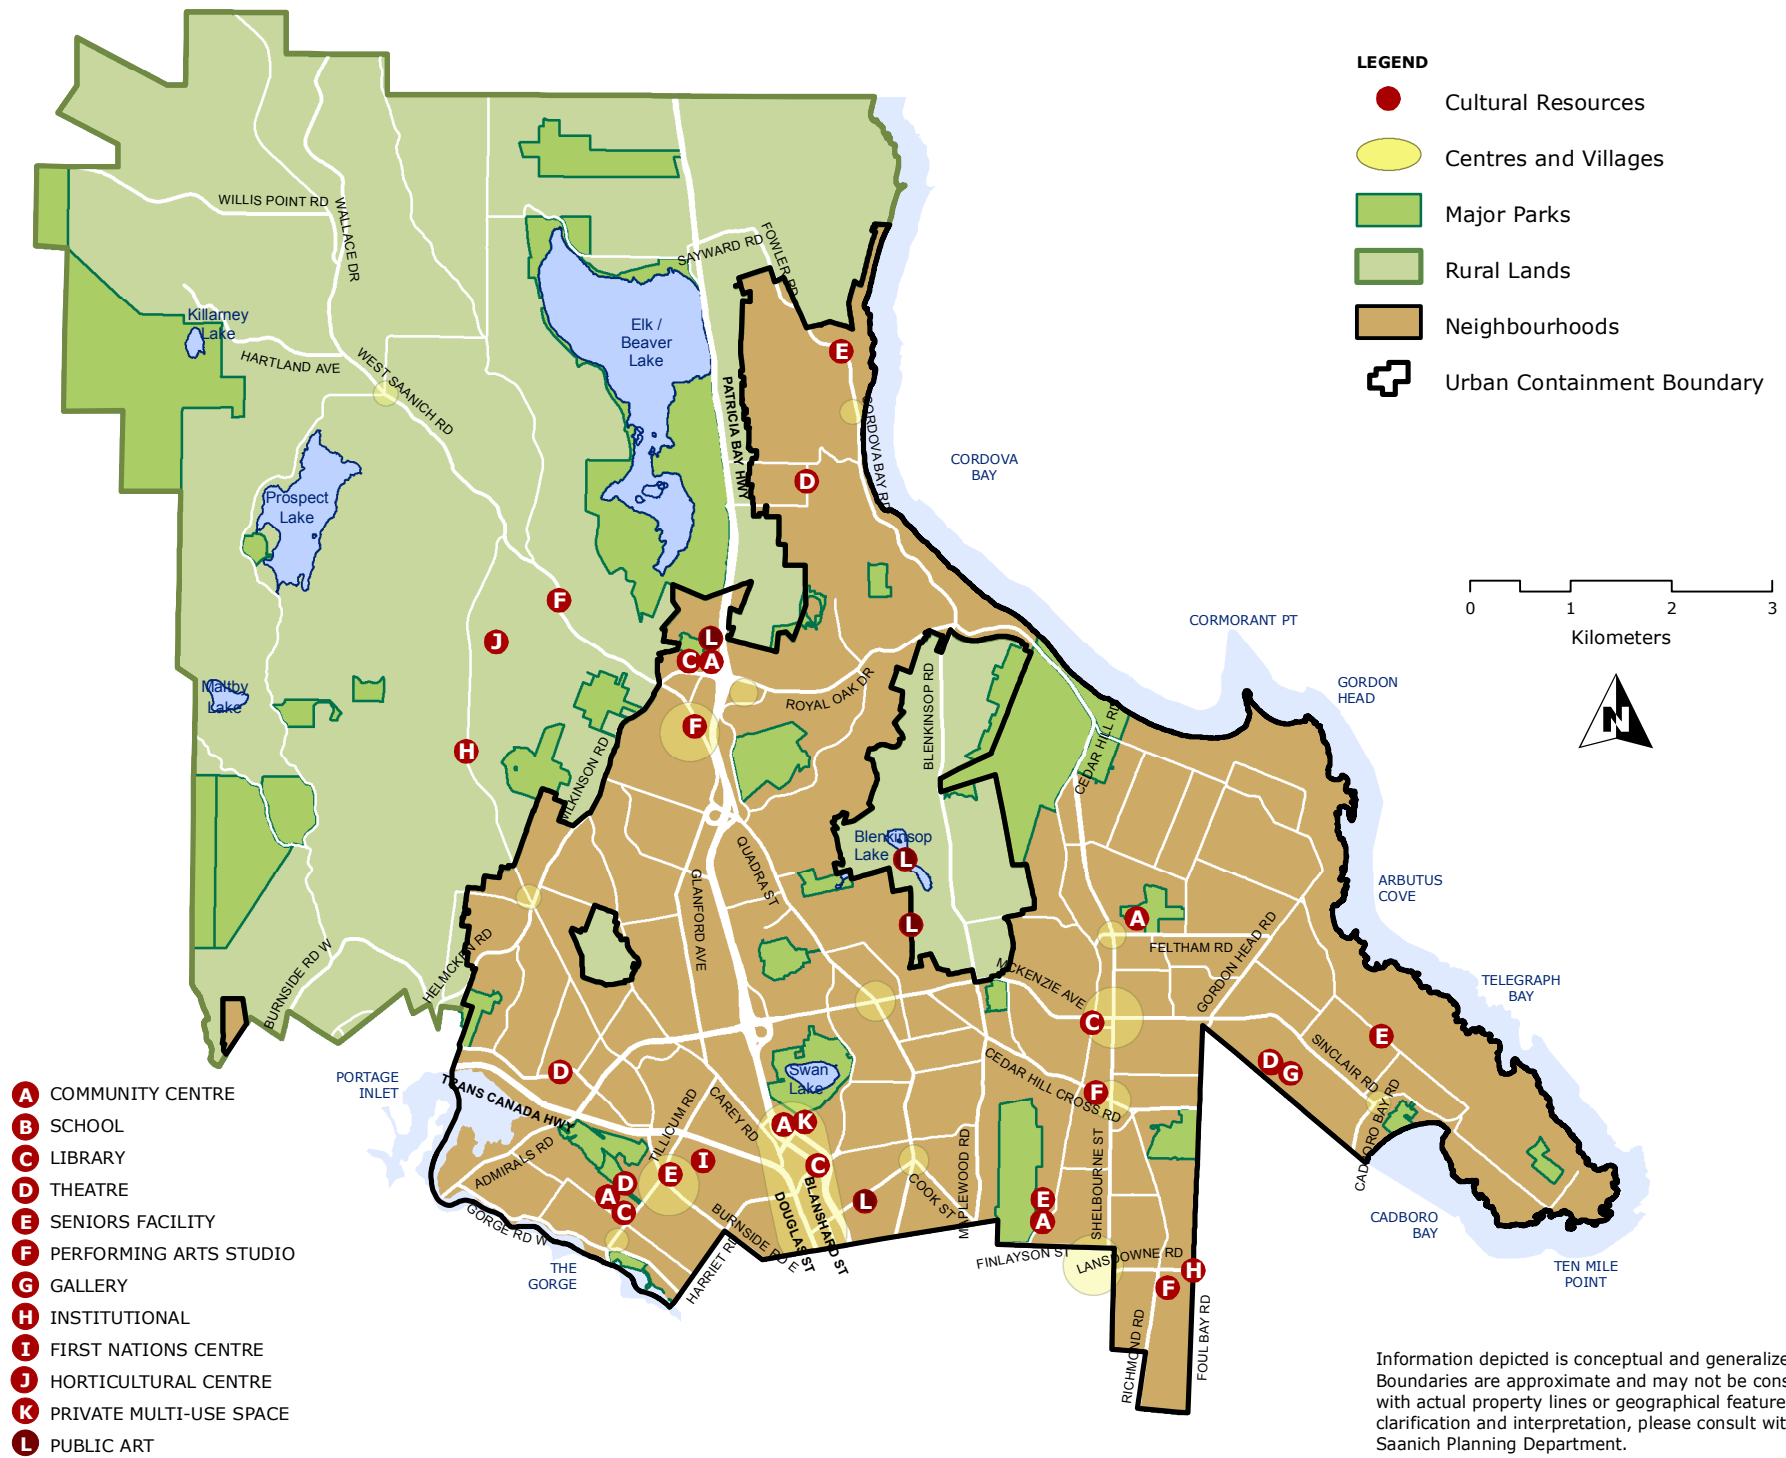 LEGEND
Cultural Resources
Centres and Villages
Major Parks
Rural Lands
Neighbourhoods
Urban Containment Boundary
WILLIS POINT RD
WALLACE DR
SAYWARD RD
FOWLER RD
Killarney
Lake
HARTLAND AVE
WEST SAANICH RD
Elk /
Beaver
Lake
PATRICIA BAY HWY
E
CORDOVA BAY RD
D
CORDOVA
BAY
Prospect
Lake
0 1 2 3
Kilometers
N
F
J
L
C A
CORMORANT PT
GORDON
HEAD
Maltby
Lake
ROYAL OAK DR
BLENKINSOP RD
CEDAR HILL RD
F
H
WILKINSON RD
Blenkinsop
Lake
L
QUADRA ST
GLANFORD AVE
ARBUTUS
COVE
L
A
FELTHAM RD
GORDON HEAD RD
HELMCKEN RD
BURNSIDE RD W
MCKENZIE AVE
TELEGRAPH
BAY
C
E
D
G
SINCLAIR RD
CADBORO BAY RD
PORTAGE
INLET
TRANS CANADA HWY
D
Swan
Lake
CEDAR HILL CROSS RD
F
TILLICUM RD
CAREY RD
A K
ADMIRALS RD
I
E
D
A
C
C
L
COOK ST
MAPLEWOOD RD
SHELBOURNE ST
E
A
GORGE RD W
BURNSIDE RD E
DOUGLAS ST
BLANSHARD ST
HARRIET RD
THE
GORGE
FINLAYSON ST
LANSDOWNE RD
H
F
RICHMOND RD
FOUL BAY RD
CADBORO
BAY
TEN MILE
POINT
A COMMUNITY CENTRE
B SCHOOL
C LIBRARY
D THEATRE
E SENIORS FACILITY
F PERFORMING ARTS STUDIO
G GALLERY
H INSTITUTIONAL
I FIRST NATIONS CENTRE
J HORTICULTURAL CENTRE
K PRIVATE MULTI-USE SPACE
L PUBLIC ART
Information depicted is conceptual and generalize
Boundaries are approximate and may not be cons
with actual property lines or geographical feature
clarification and interpretation, please consult wit
Saanich Planning Department.